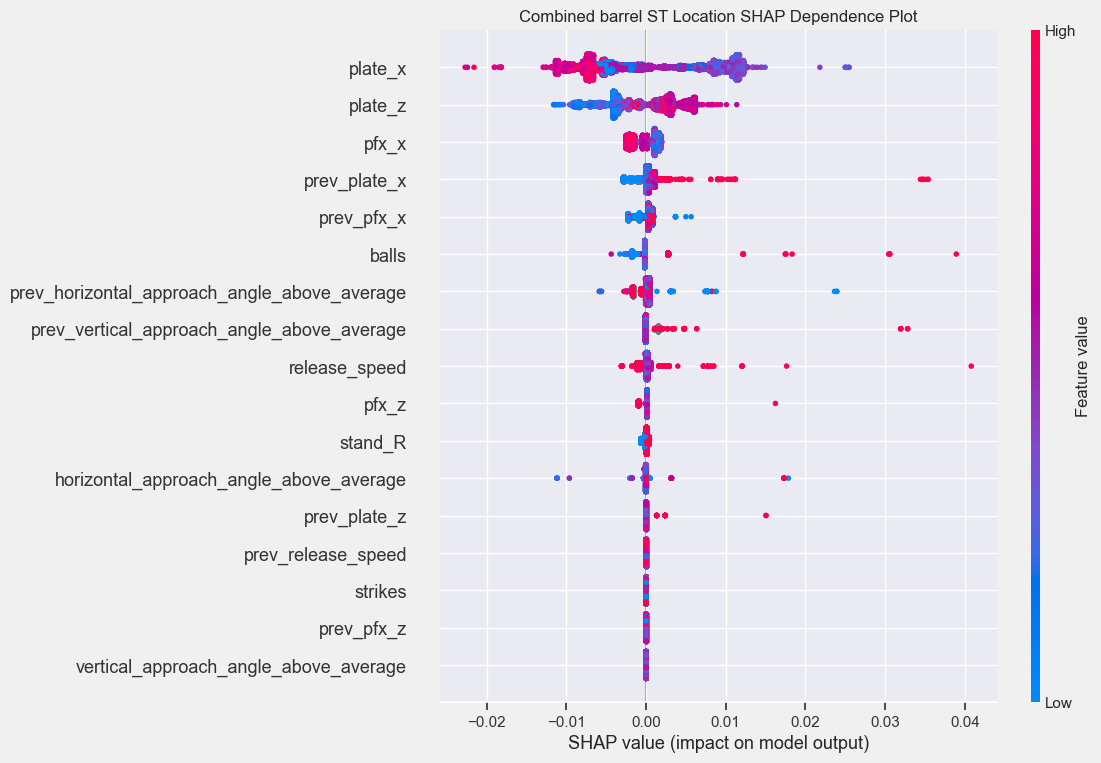 Combined barrel ST Location SHAP Dependence Plot
High
plate_x
plate_z
pfx_x
prev_plate_x
prev_pfx_x
balls
prev_horizontal_approach_angle_above_average
prev_vertical_approach_angle_above_average
release_speed
pfx_z
stand_R
horizontal_approach_angle_above_average
prev_plate_z
prev_release_speed
strikes
prev_pfx_z
vertical_approach_angle_above_average
Feature value
Low
−0.02 −0.01 0.00 0.01 0.02 0.03 0.04
SHAP value (impact on model output)